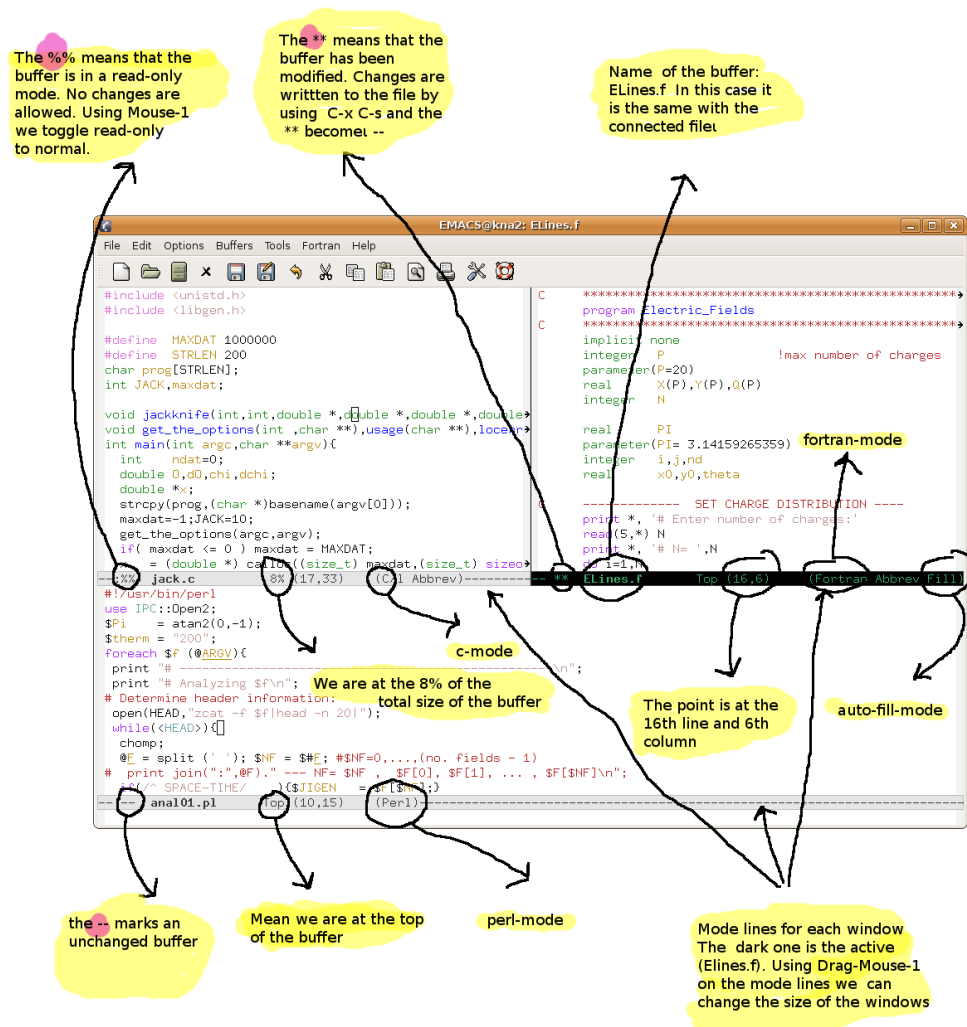 The %% means that the
buffer is in a read-only
mode. No changes are
allowed. Using Mouse-1
we toggle read-only
to normal.
The ** means that the
buffer has been
modified. Changes are
writtten to the file by
using C-x C-s and the
** become --
Name of the buffer:
ELines.f In this case it
is the same with the
connected file
EMACS@kna2: ELines.f
File Edit Options Buffers Tools Fortran Help
#include <unistd.h>
#include <libgen.h>
#define MAXDAT 1000000
#define STRLEN 200
char prog[STRLEN];
int JACK,maxdat;
void jackknife(int,int,double *,double *,double *,double
void get_the_options(int ,char **),usage(char **),locerr
int main(int argc,char **argv){
int ndat=0;
double O,dO,chi,dchi;
double *x;
strcpy(prog,(char *)basename(argv[0]));
maxdat=-1;JACK=10;
get_the_options(argc,argv);
if( maxdat <= 0 ) maxdat = MAXDAT;
= (double *) calloc((size_t) maxdat,(size_t) sizeo
--:%% jack.c 8% (17,33) (C/l Abbrev)----------
C **************************************************
program Electric_Fields
C **************************************************
implicit none
integer P !max number of charges
parameter(P=20)
real X(P),Y(P),Q(P)
integer N
real PI
parameter(PI= 3.14159265359)
integer i,j,nd
real x0,y0,theta
C ------------- SET CHARGE DISTRIBUTION ----
print *, '# Enter number of charges:'
read(5,*) N
print *, '# N= ',N
do i=1,N
-- ** ELines.f Top (16,6) (Fortran Abbrev Fill)
fortran-mode
#!/usr/bin/perl
use IPC::Open2;
$Pi = atan2(0,-1);
$therm = "200";
foreach $f (@ARGV){
print "# --------------------------------------------------\n";
print "# Analyzing $f\n";
# Determine header information:
open(HEAD,"zcat -f $f|head -n 20|");
while(<HEAD>){
chomp;
@F = split (' '); $NF = $#F; #$NF=0,...,(no. fields - 1)
# print join(":",@F)." --- NF= $NF , $F[0], $F[1], ... , $F[$NF]\n";
if(/^ SPACE-TIME/ ){$JIGEN = $F[$NF];}
-- -- anal01.pl Top (10,15) (Perl)----------
c-mode
We are at the 8% of the
total size of the buffer
The point is at the
16th line and 6th
column
auto-fill-mode
the -- marks an
unchanged buffer
Mean we are at the top
of the buffer
perl-mode
Mode lines for each window
The dark one is the active
(Elines.f). Using Drag-Mouse-1
on the mode lines we can
change the size of the windows